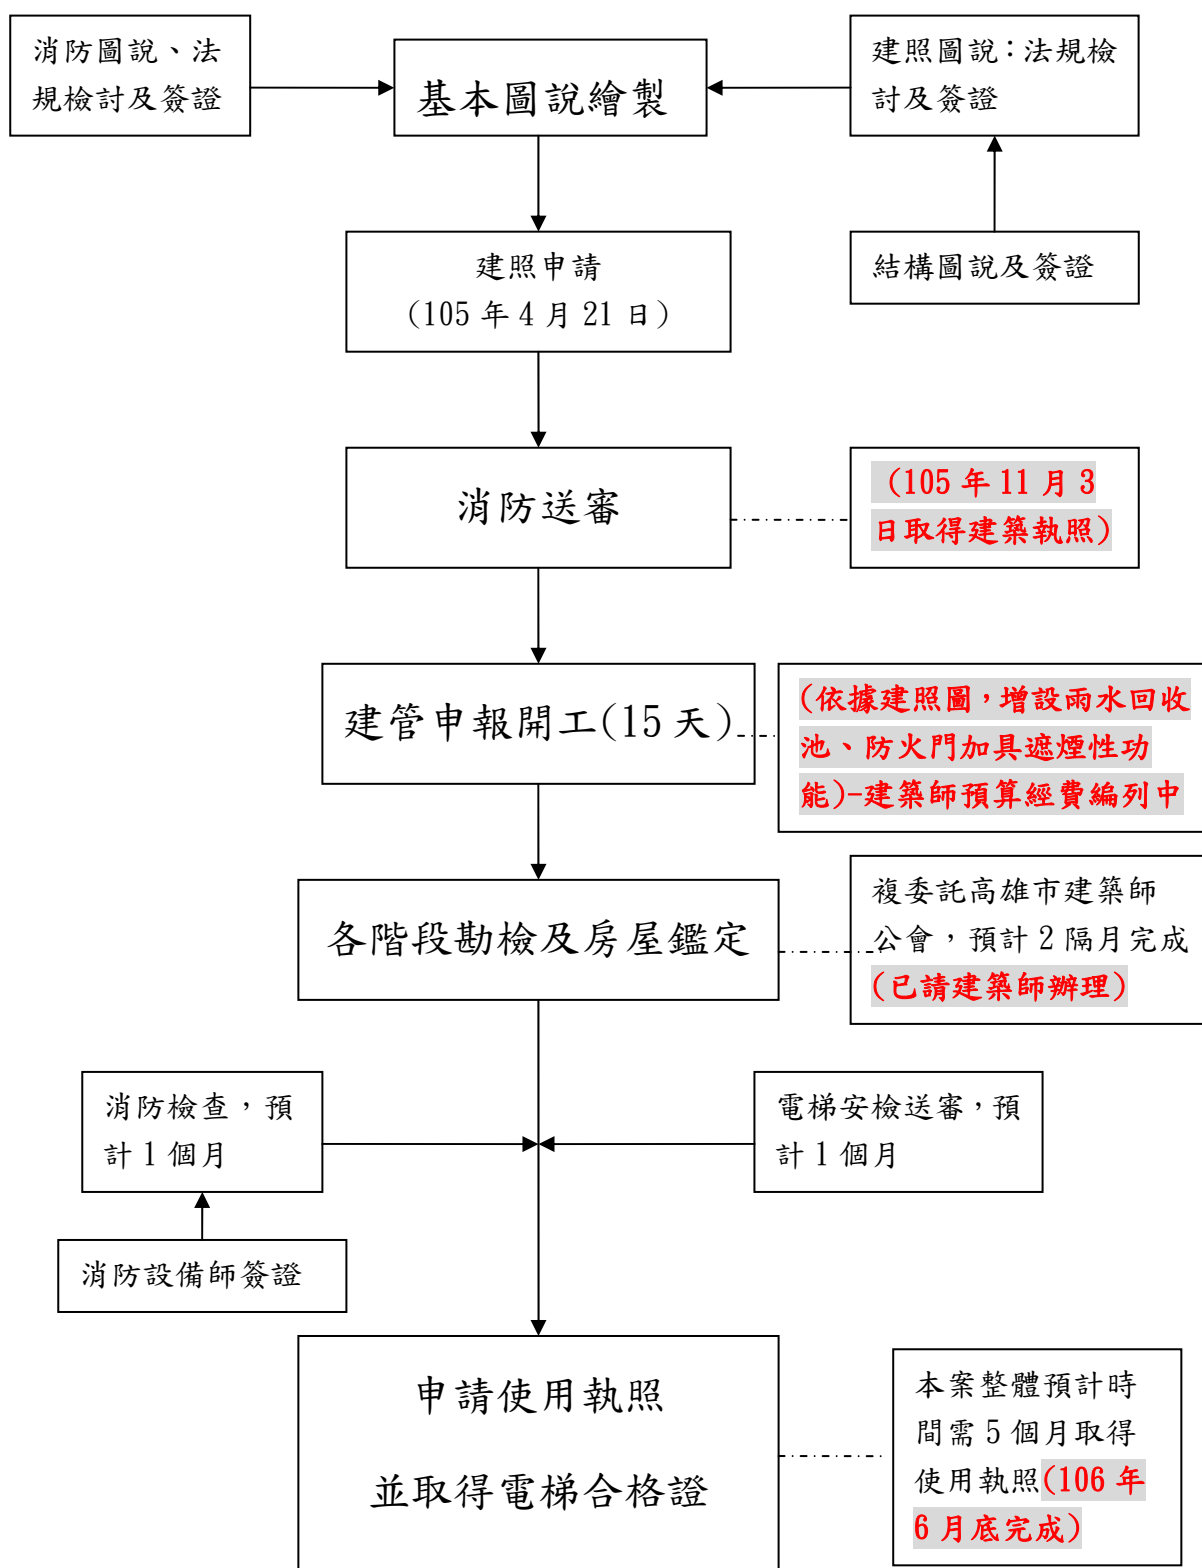 消防圖說、法
規檢討及簽證
基本圖說繪製
建照圖說：法規檢
討及簽證
建照申請
(105 年 4 月 21 日)
結構圖說及簽證
消防送審
(105 年 11 月 3
日取得建築執照)
建管申報開工(15 天)
(依據建照圖，增設雨水回收
池、防火門加具遮煙性功
能)-建築師預算經費編列中
各階段勘檢及房屋鑑定
複委託高雄市建築師
公會，預計 2 隔月完成
(已請建築師辦理)
消防檢查，預
計 1 個月
電梯安檢送審，預
計 1 個月
消防設備師簽證
申請使用執照
並取得電梯合格證
本案整體預計時
間需 5 個月取得
使用執照(106 年
6 月底完成)